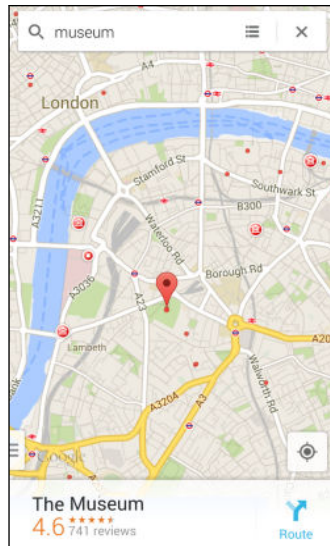 museum
A4
London
Stamford St
Southwark St
A3211
B300
Waterloo Rd
Borough Rd
A3036
A23
Lambeth
A20
Walworth Rd
A3204
A3
ank
Google
The Museum
4.6 741 reviews
Route